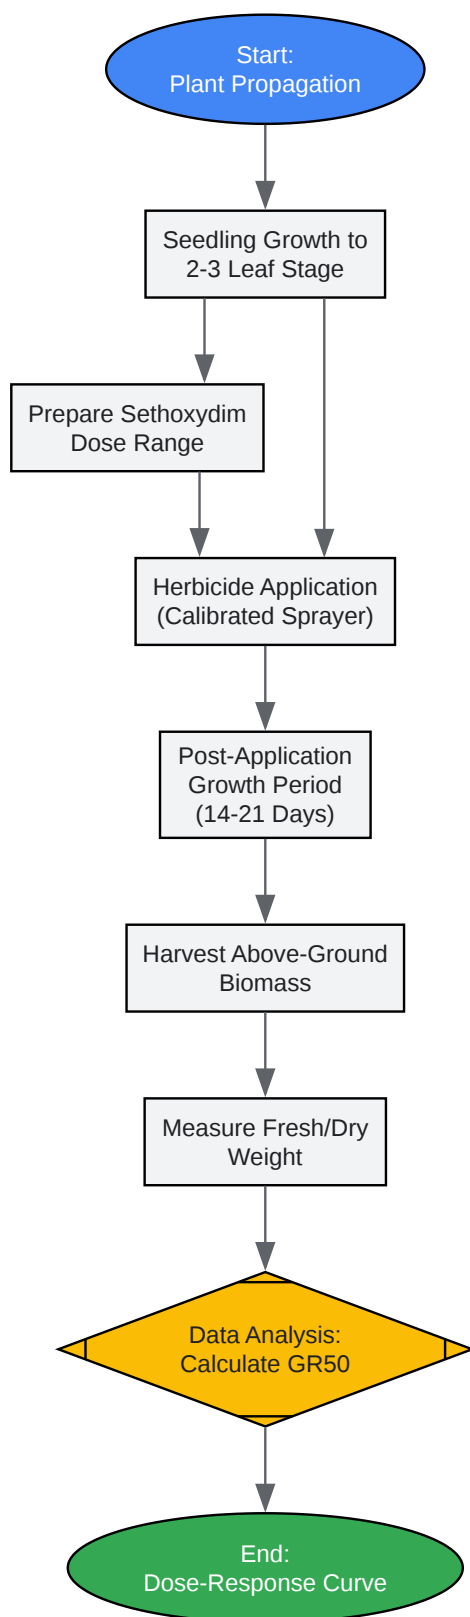 Start:
Plant Propagation
Seedling Growth to
2-3 Leaf Stage
Prepare Sethoxydim
Dose Range
Herbicide Application
(Calibrated Sprayer)
Post-Application
Growth Period
(14-21 Days)
Harvest Above-Ground
Biomass
Measure Fresh/Dry
Weight
Data Analysis:
Calculate GR50
End:
Dose-Response Curve